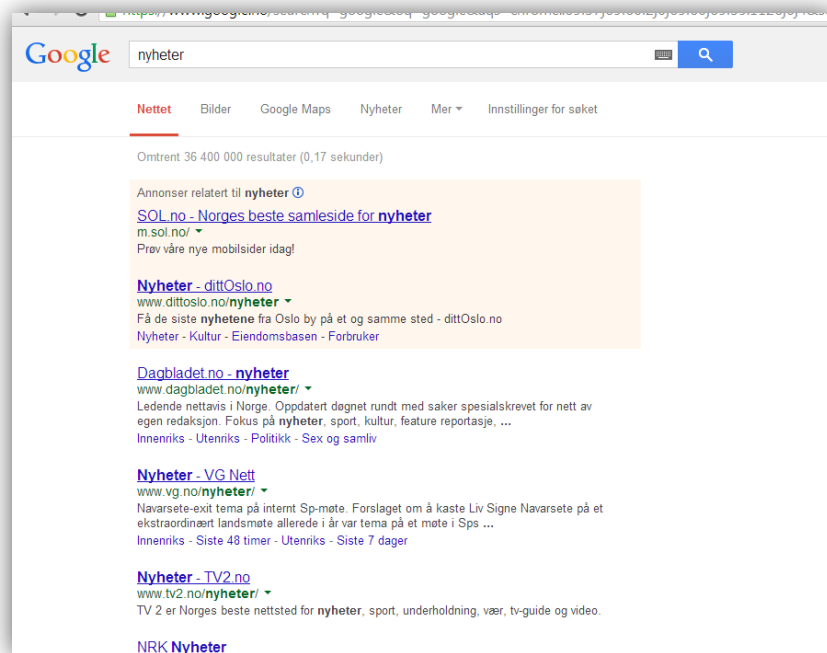 Google
nyheter
Nettet Bilder Google Maps Nyheter Mer Innstillinger for søket
Omtrent 36 400 000 resultater (0,17 sekunder)
Annonser relatert til nyheter
SOL.no - Norges beste samleside for nyheter
m.sol.no/
Prøv våre nye mobilsider idag!
Nyheter - dittOslo.no
www.dittoslo.no/nyheter
Få de siste nyhetene fra Oslo by på et og samme sted - dittOslo.no
Nyheter - Kultur - Eiendomsbasen - Forbruker
Dagbladet.no - nyheter
www.dagbladet.no/nyheter/
Ledende nettavis i Norge. Oppdatert døgnet rundt med saker spesialskrevet for nett av
egen redaksjon. Fokus på nyheter, sport, kultur, feature reportasje, ...
Innenriks - Utenriks - Politikk - Sex og samliv
Nyheter - VG Nett
www.vg.no/nyheter/
Navarsete-exit tema på internt Sp-møte. Forslaget om å kaste Liv Signe Navarsete på et
ekstraordinært landsmøte allerede i år var tema på et møte i Sps ...
Innenriks - Siste 48 timer - Utenriks - Siste 7 dager
Nyheter - TV2.no
www.tv2.no/nyheter/
TV 2 er Norges beste nettsted for nyheter, sport, underholdning, vær, tv-guide og video.
NRK Nyheter